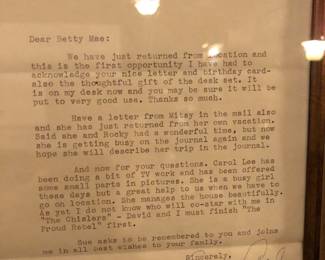 Dear Betty Mae:
We have just returned from location and
this is the first opportunity I have had to
acknowledge your nice letter and birthday card-
also the thoughtful gift of the desk set. It
is on my desk now and you may be sure it will be
put to very good use. Thanks so much.
Have a letter from Mitsy in the mail also
and she has just returned from her own vacation.
Said she and Rocky had a wonderful time, but now
she is getting busy on the journal again and we
hope she will describe her trip in the journal.
And now for your questions. Carol Lee has
been doing a bit of TV work and has been offered
some small parts in pictures. She is a busy girl
these days but a great help to us when we have to
go on location. She manages the house beautifully.
As yet I do not know who will co-star with me in
"The Chislers" - David and I must finish "The
Proud Rebel" first.
Sue asks to be remembered to you and joins
me in all best wishes to your family.
Sincerely,